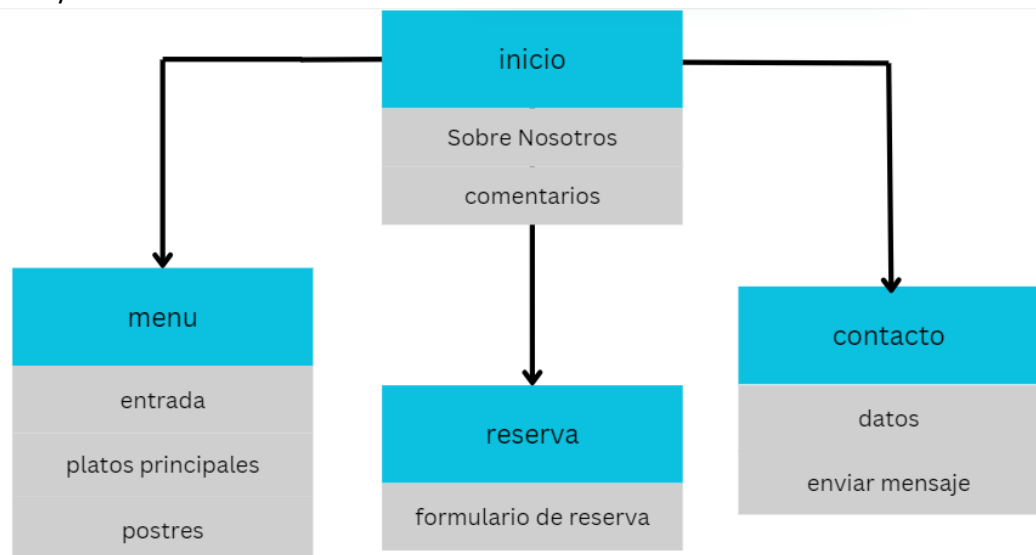 inicio
Sobre Nosotros
comentarios
menu
entrada
platos principales
postres
reserva
formulario de reserva
contacto
datos
enviar mensaje